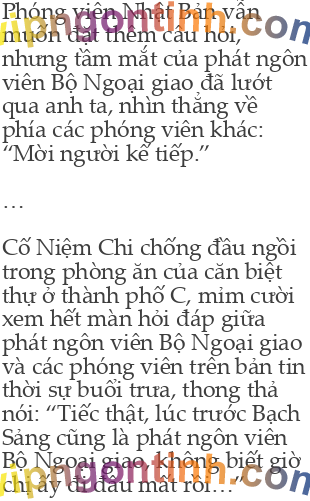 Phóng viên Nhật Bản vẫn
muốn đặt thêm câu hỏi,
nhưng tầm mắt của phát ngôn
viên Bộ Ngoại giao đã lướt
qua anh ta, nhìn thẳng về
phía các phóng viên khác:
“Mời người kế tiếp.”
…
Cố Niệm Chi chống đầu ngồi
trong phòng ăn của căn biệt
thự ở thành phố C, mỉm cười
xem hết màn hỏi đáp giữa
phát ngôn viên Bộ Ngoại giao
và các phóng viên trên bản tin
thời sự buổi trưa, thong thả
nói: “Tiếc thật, lúc trước Bạch
Sảng cũng là phát ngôn viên
Bộ Ngoại giao, không biết giờ
chị ấy đi đâu mất rồi…”
vipngontinh.com
vipngontinh.com